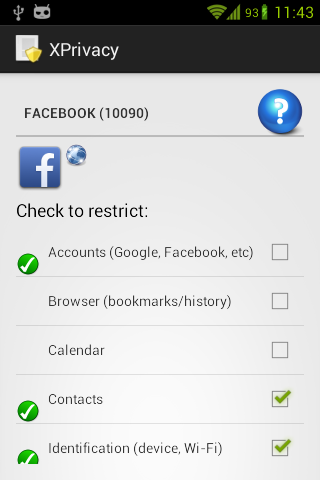 93 11:43
XPrivacy
FACEBOOK (10090)
?
f
Check to restrict:
Accounts (Google, Facebook, etc)
Browser (bookmarks/history)
Calendar
Contacts
Identification (device, Wi-Fi)